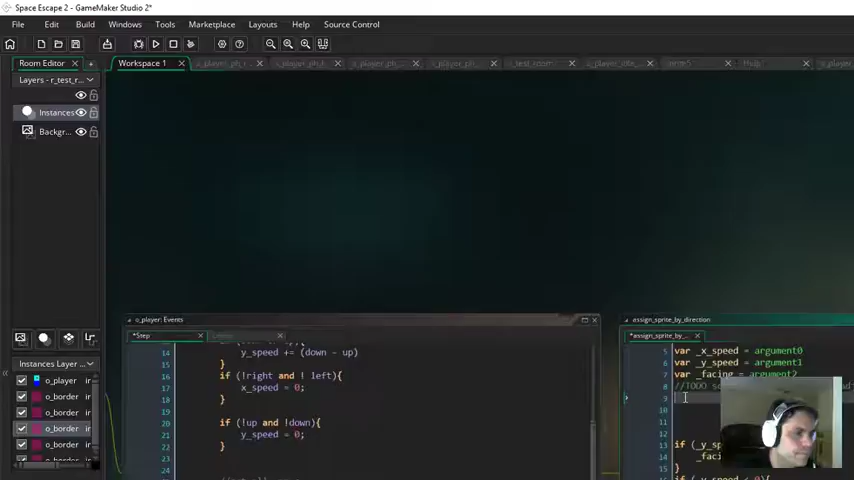 Space Escape 2 - GameMaker Studio 2*
File Edit Build Windows Tools Marketplace Layouts Help Source Control
Room Editor
Workspace 1
Layers - r_test_r...
Instances
Backgr...
Instances Layer
o_player
o_border
o_border
o_border
o_border
o_player: Events
*Step
14 y_speed += (down - up)
15 }
16 if (!right and ! left){
17 x_speed = 0;
18 }
19
20 if (!up and !down){
21 y_speed = 0;
22 }
23
24
assign_sprite_by_direction
*assign_sprite_by_...
5 var _x_speed = argument0
6 var _y_speed = argument1
7 var _facing = argument2
8 //TODO
9
10
11
12
13 if (_y_sp
14 _f
15 }